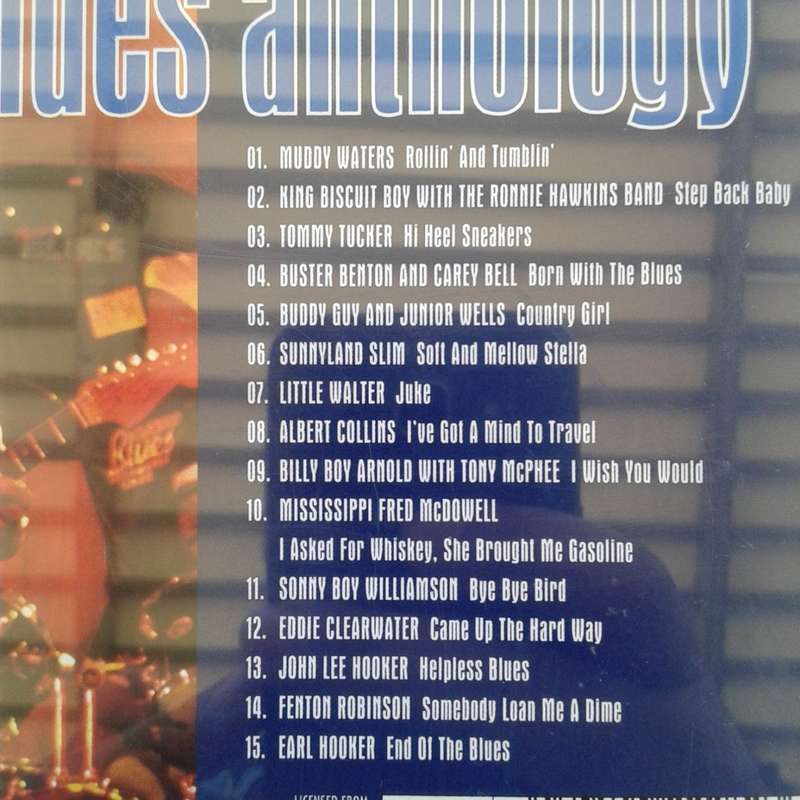 lues anthology
01. MUDDY WATERS Rollin' And Tumblin'
02. KING BISCUIT BOY WITH THE RONNIE HAWKINS BAND Step Back Baby
03. TOMMY TUCKER Hi Heel Sneakers
04. BUSTER BENTON AND CAREY BELL Born With The Blues
05. BUDDY GUY AND JUNIOR WELLS Country Girl
06. SUNNYLAND SLIM Soft And Mellow Stella
07. LITTLE WALTER Juke
08. ALBERT COLLINS I've Got A Mind To Travel
09. BILLY BOY ARNOLD WITH TONY McPHEE I Wish You Would
10. MISSISSIPPI FRED McDOWELL
I Asked For Whiskey, She Brought Me Gasoline
11. SONNY BOY WILLIAMSON Bye Bye Bird
12. EDDIE CLEARWATER Came Up The Hard Way
13. JOHN LEE HOOKER Helpless Blues
14. FENTON ROBINSON Somebody Loan Me A Dime
15. EARL HOOKER End Of The Blues
LICENSED FROM
Blues